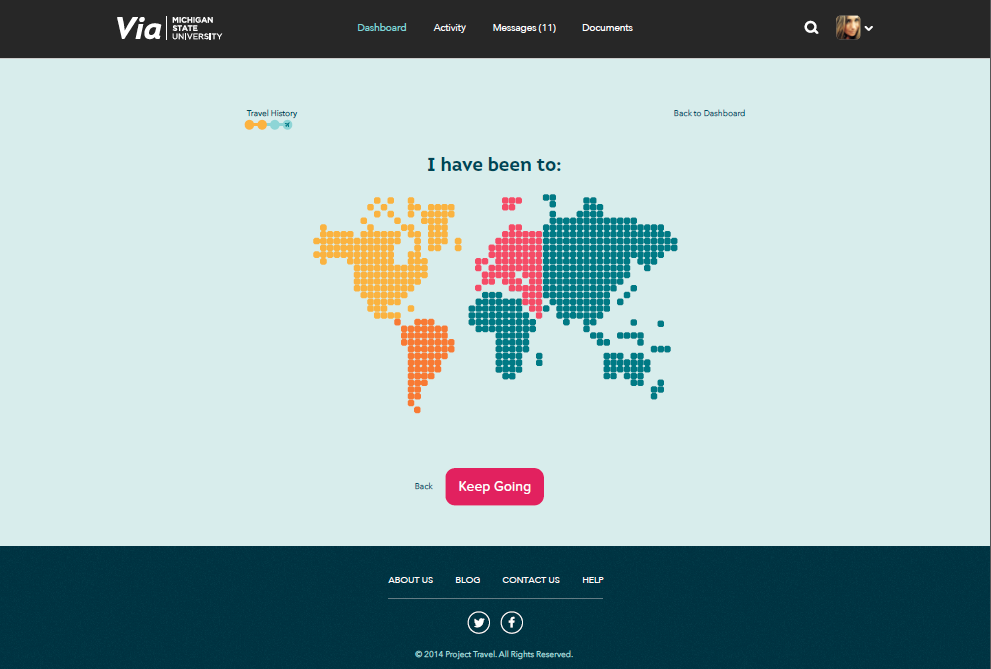 Via
MICHIGAN
STATE
UNIVERSITY
Dashboard
Activity
Messages (11)
Documents
Travel History
Back to Dashboard
I have been to:
Back
Keep Going
ABOUT US
BLOG
CONTACT US
HELP
© 2014 Project Travel. All Rights Reserved.